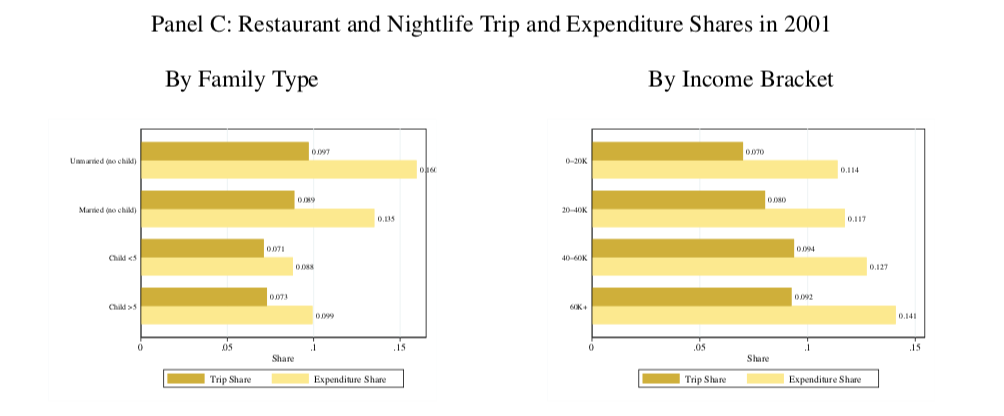 Panel C: Restaurant and Nightlife Trip and Expenditure Shares in 2001
By Family Type
Unmarried (no child)
0.097
0.160
Married (no child)
0.089
0.135
Child <5
0.071
0.088
Child >5
0.073
0.099
0 .05 .1 .15
Share
Trip Share Expenditure Share
By Income Bracket
0–20K
0.070
0.114
20–40K
0.080
0.117
40–60K
0.094
0.127
60K+
0.092
0.141
0 .05 .1 .15
Share
Trip Share Expenditure Share